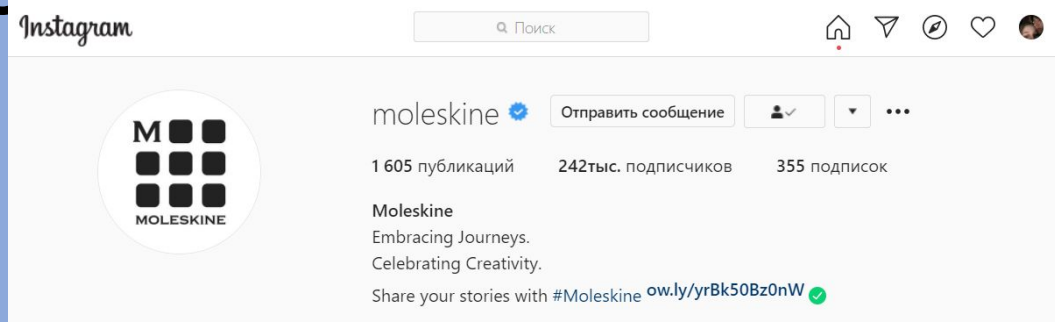 Instagram
Поиск
M
MOLESKINE
moleskine Отправить сообщение
1 605 публикаций 242тыс. подписчиков 355 подписок
Moleskine
Embracing Journeys.
Celebrating Creativity.
Share your stories with #Moleskine ow.ly/yrBk50Bz0nW